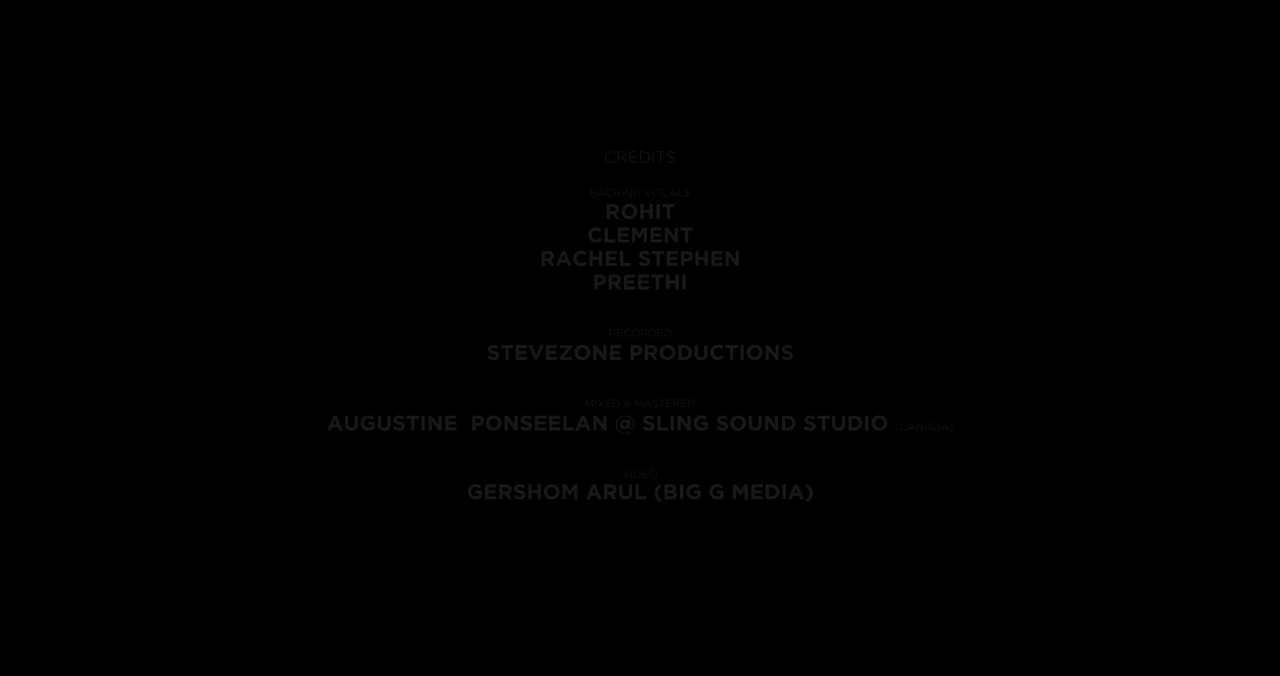 CREDITS
BACKING VOCALS
ROHIT
CLEMENT
RACHEL STEPHEN
PREETHI
RECORDED
STEVEZONE PRODUCTIONS
MIXED & MASTERED
AUGUSTINE PONSEELAN @ SLING SOUND STUDIO (CANADA)
VIDEO
GERSHOM ARUL (BIG G MEDIA)